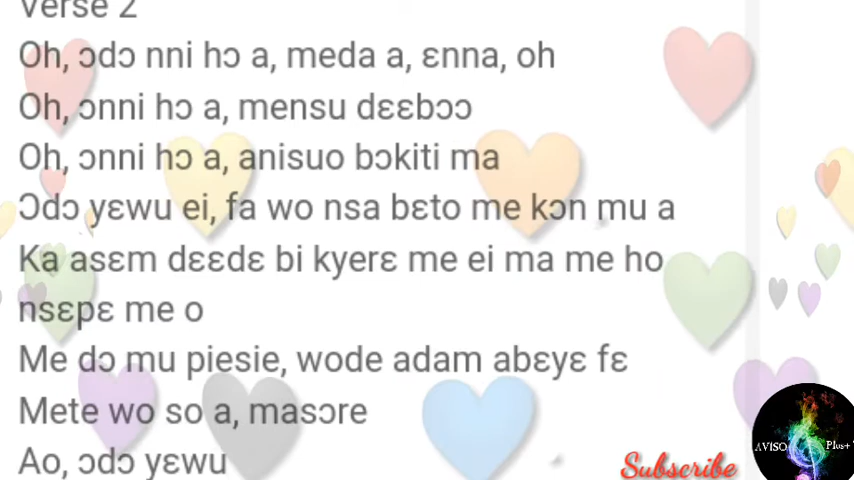 Verse 2
Oh, ɔdɔ nni hɔ a, meda a, ɛnna, oh
Oh, ɔnni hɔ a, mensu dɛɛbɔɔ
Oh, ɔnni hɔ a, anisuo bɔkiti ma
Ɔdɔ yɛwu ei, fa wo nsa bɛto me kɔn mu a
Ka asɛm dɛɛdɛ bi kyerɛ me ei ma me ho
nsɛpɛ me o
Me dɔ mu piesie, wode adam abɛyɛ fɛ
Mete wo so a, masɔre
Ao, ɔdɔ yɛwu
Subscribe
AVISO Plus+